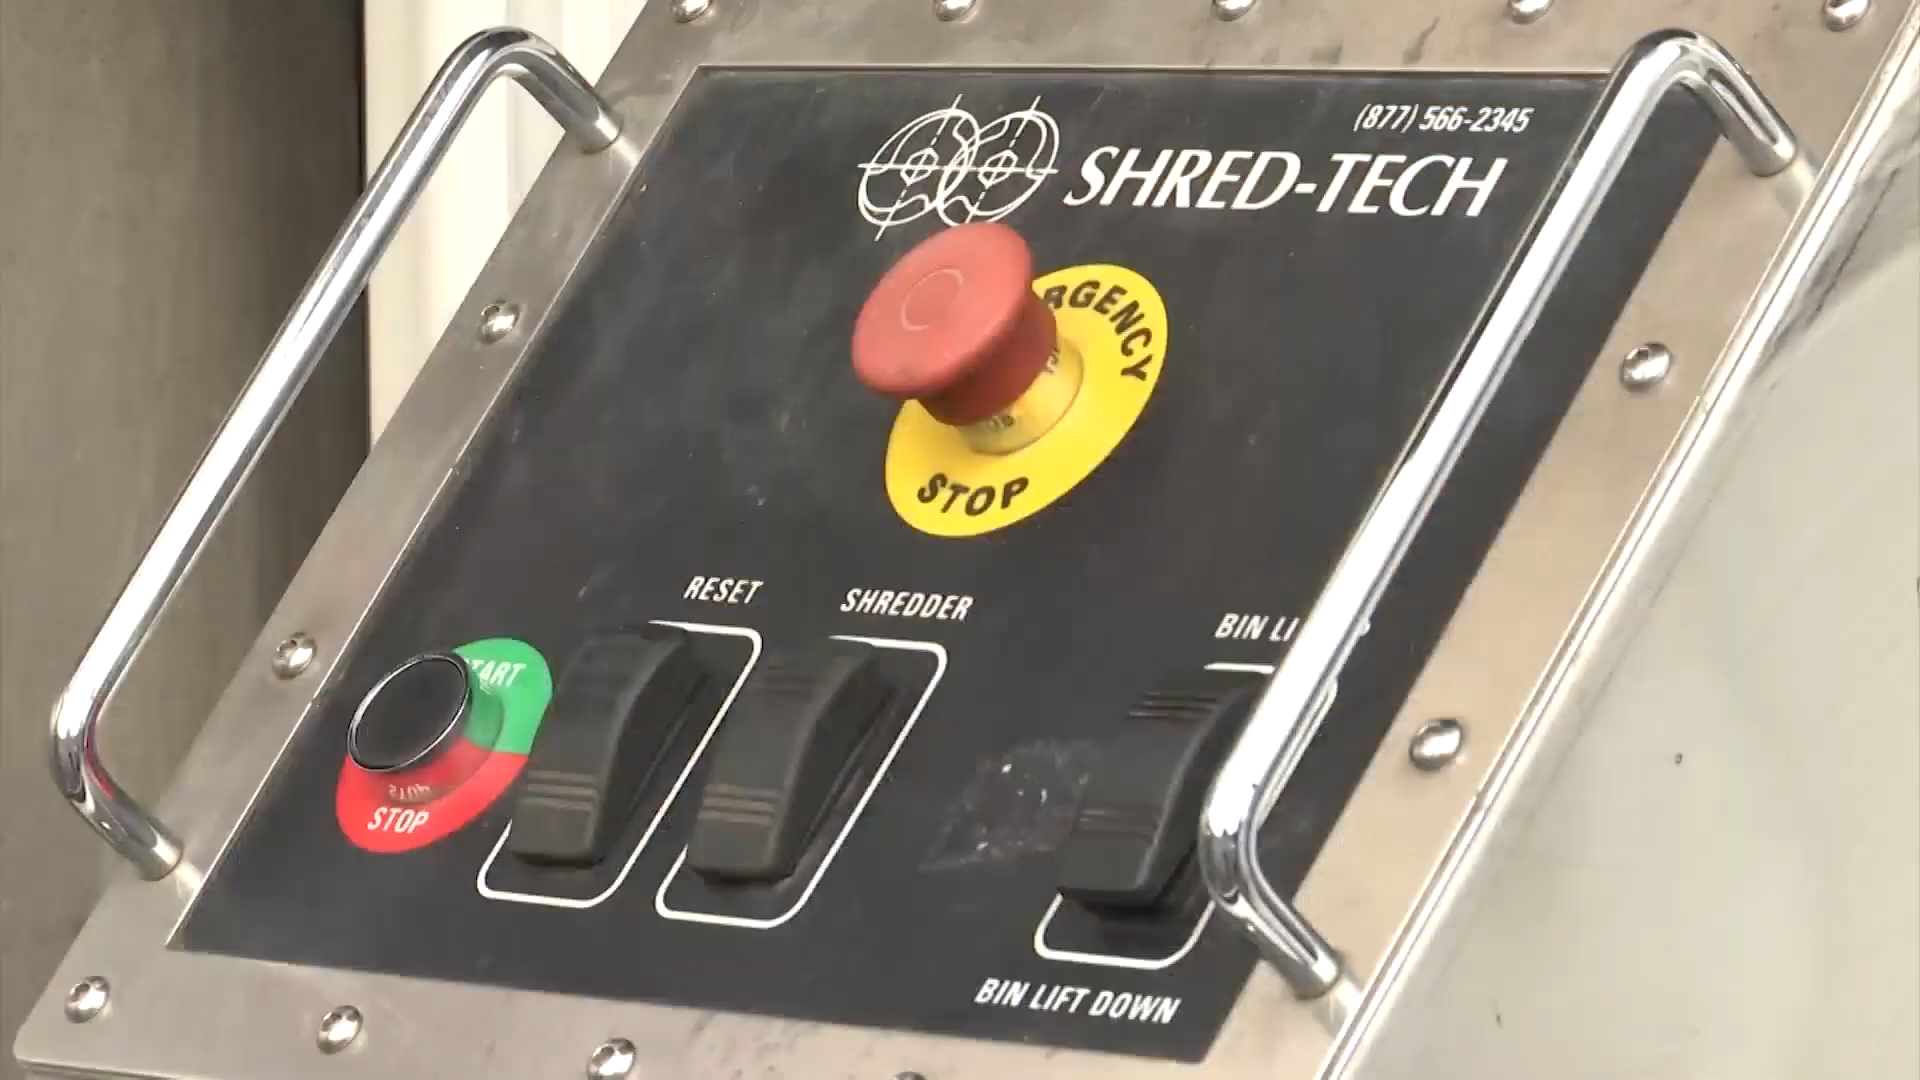 (877) 566-2345
SHRED-TECH
RGENCY
STOP
RESET
SHREDDER
BIN LI
TART
STOP
BIN LIFT DOWN